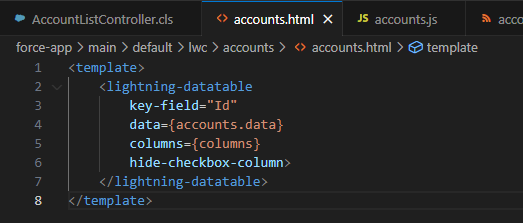 AccountListController.cls accounts.html accounts.js acco
force-app > main > default > lwc > accounts > accounts.html > template
1 <template>
2 <lightning-datatable
3 key-field="Id"
4 data={accounts.data}
5 columns={columns}
6 hide-checkbox-column>
7 </lightning-datatable>
8 </template>